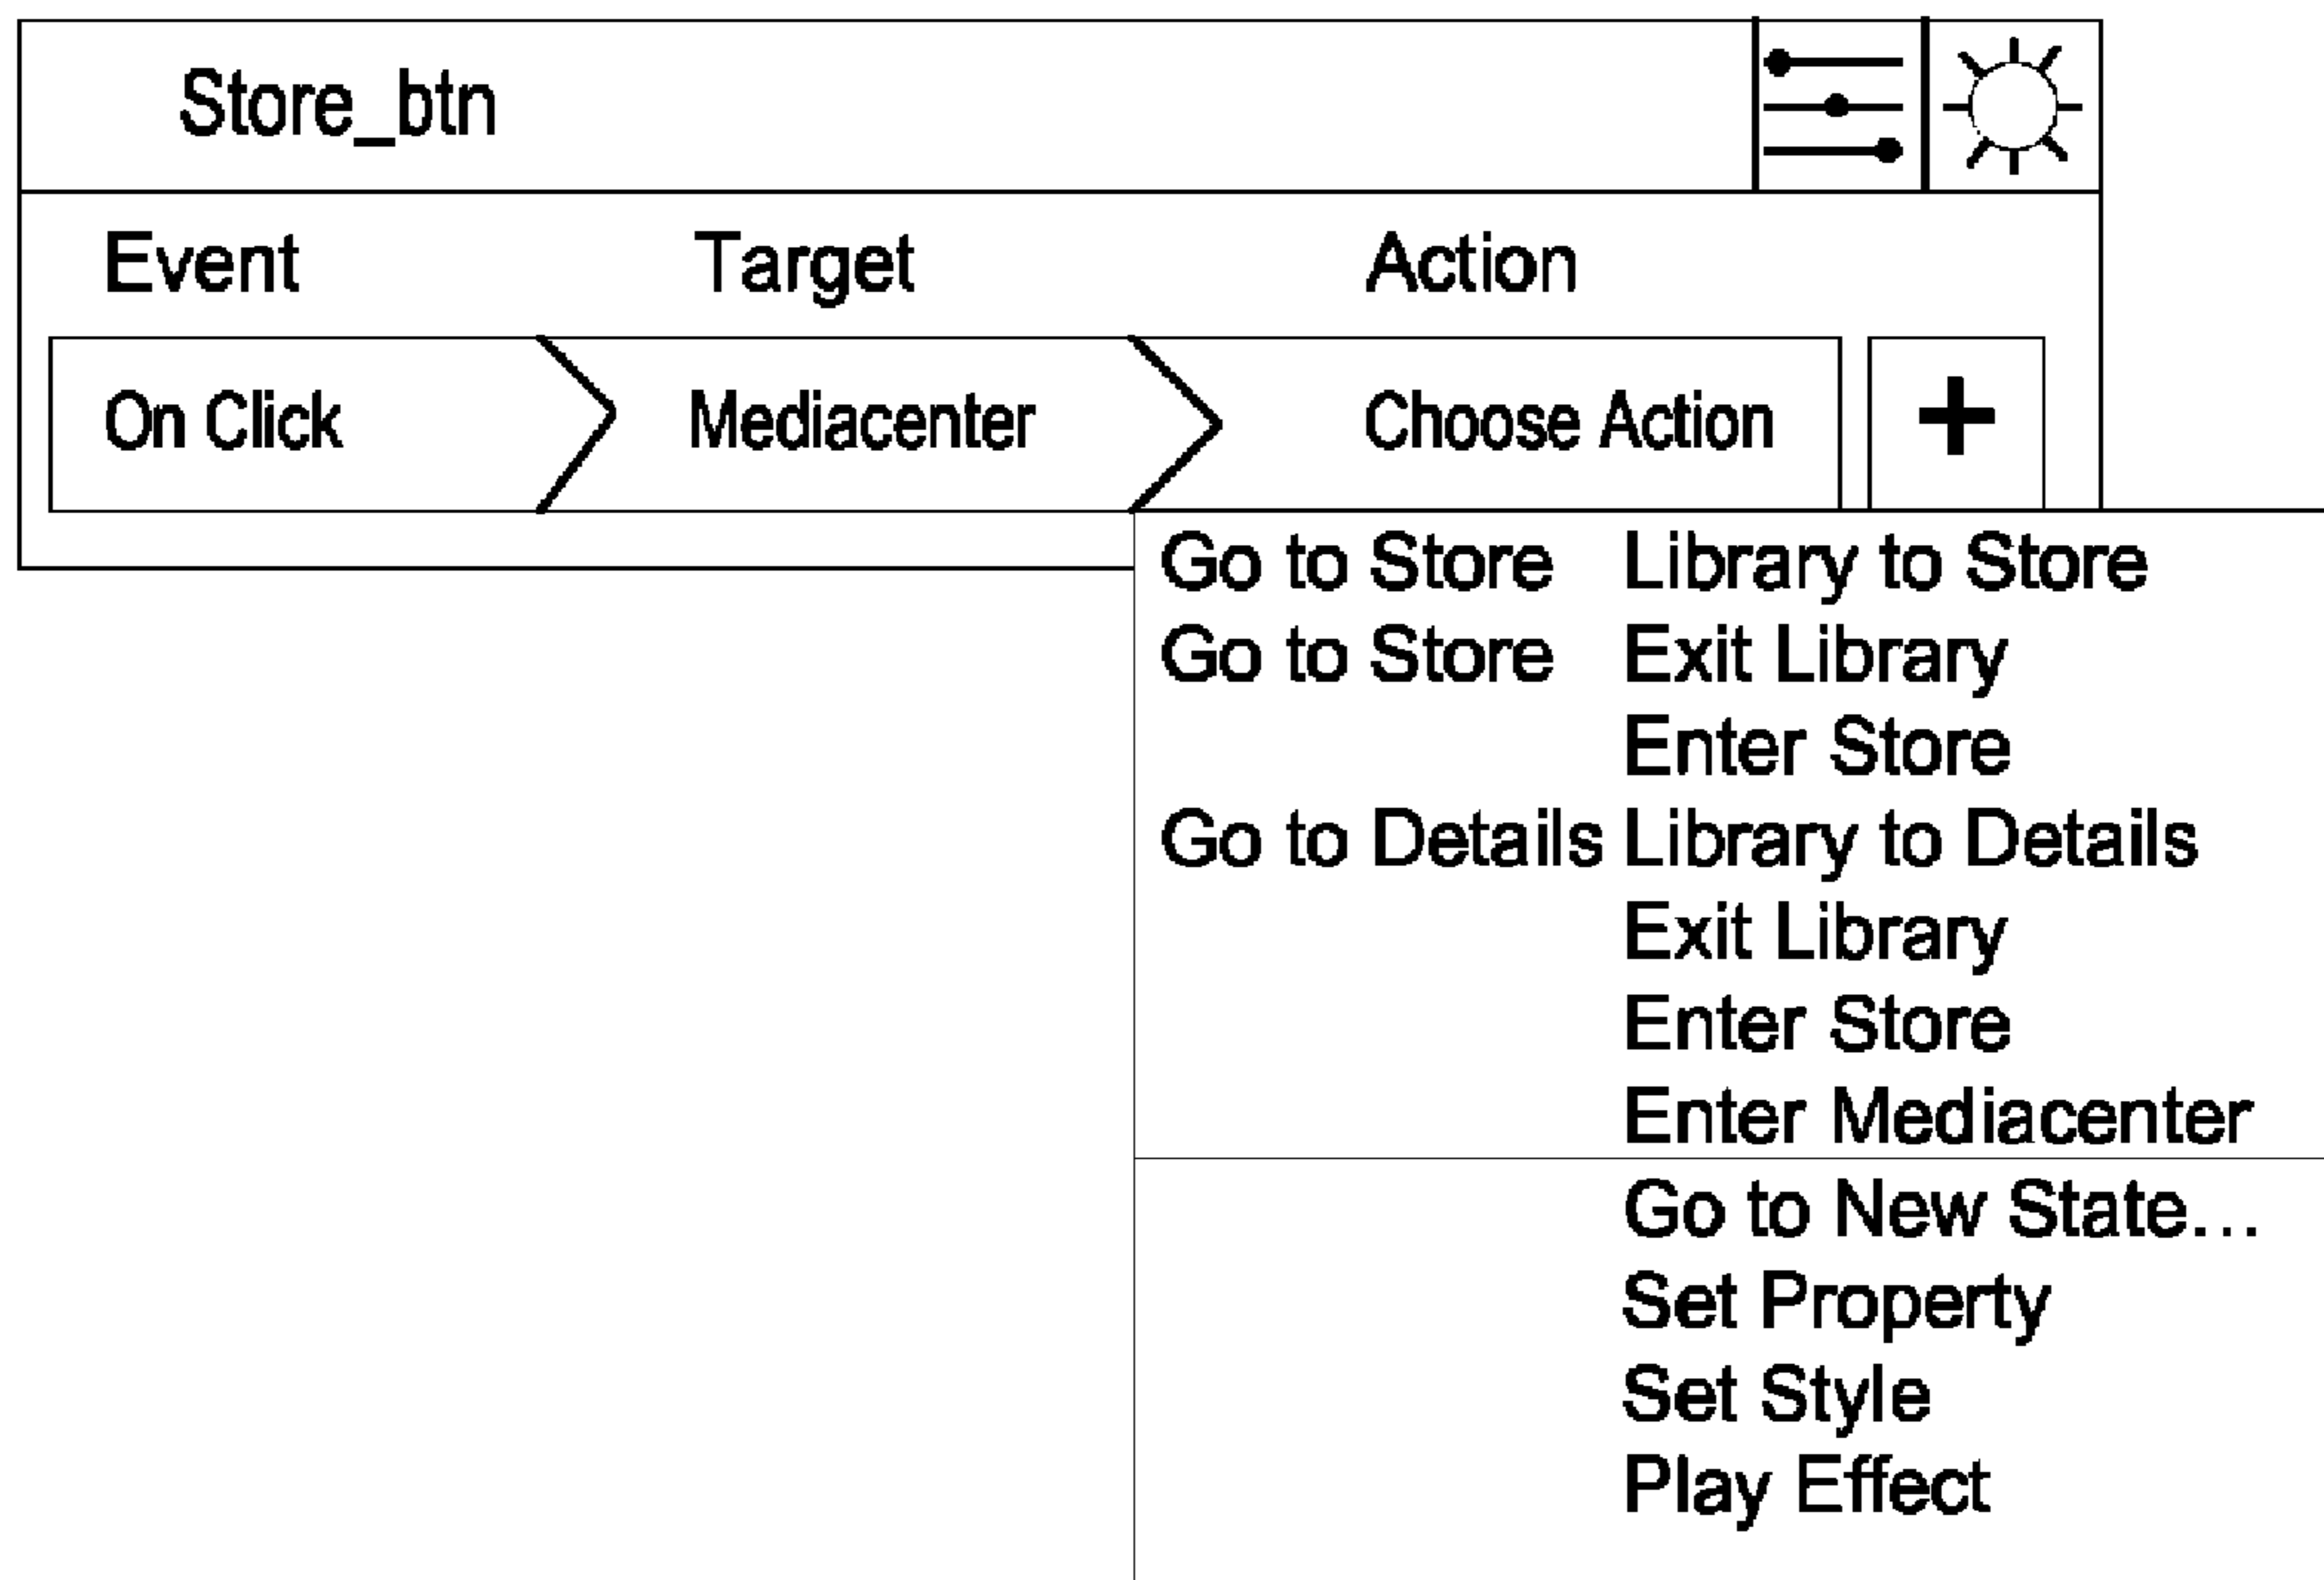 Store_btn
Event Target Action
On Click Mediacenter Choose Action +
Go to Store Library to Store
Go to Store Exit Library
Enter Store
Go to Details Library to Details
Exit Library
Enter Store
Enter Mediacenter
Go to New State...
Set Property
Set Style
Play Effect